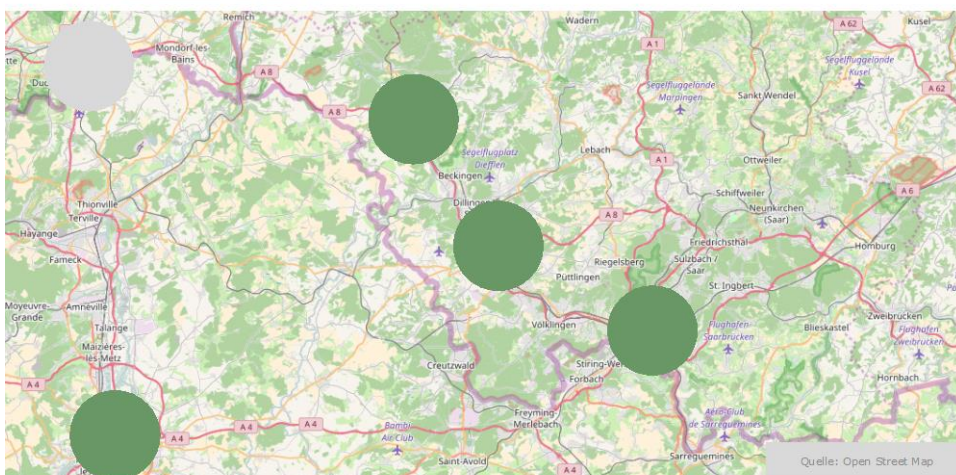 Remich
Wadern
Kusel
A 62
A 1
Mondorf-les
Bains
A 8
Segelfluggelände
Kusel
Segelfluggelände
Marpingen
Sankt Wendel
A 62
A 8
Segelflugplatz
Diefflen
Lebach
A 1
Ottweiler
Beckingen
Thionville
Terville
Dillingen
Schiffweiler
A 6
Neunkirchen
(Saar)
Hayange
A 8
Friedrichsthal
Homburg
Fameck
Riegelsberg
Sulzbach /
Saar
Püttlingen
St. Ingbert
Moyeuvre-
Grande
Amnéville
Talange
Völklingen
Zweibrücken
Blieskastel
Flughafen
Saarbrücken
Flughafen
Zweibrücken
Maizières-
lès-Metz
Creutzwald
Forbach
Hornbach
A 4
Freyming-
Merlebach
Aéro-Club
de Sarreguemines
A 4
A 4
A 4
Bambi
Air Club
Saint-Avold
A 4
Sarreguemines
Quelle: Open Street Map